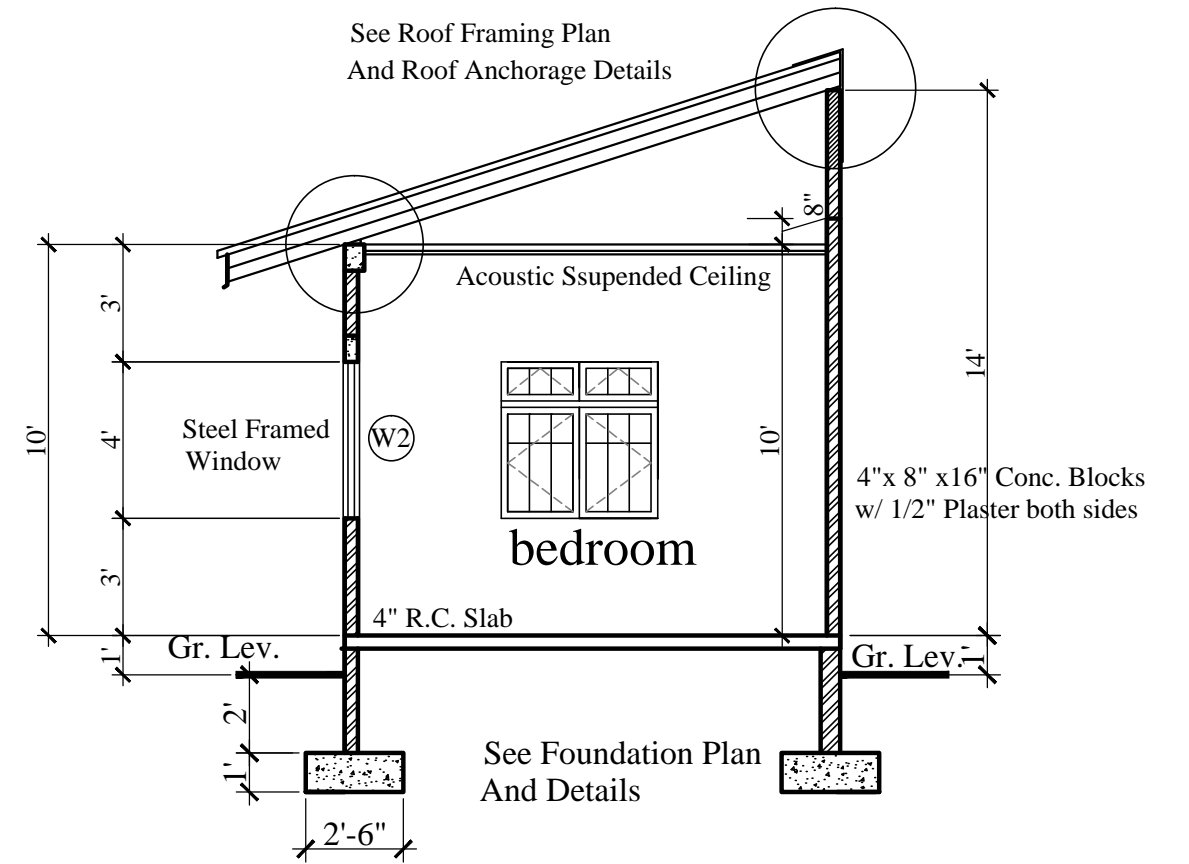 See Roof Framing Plan
And Roof Anchorage Details
8"
Acoustic Ssupended Ceiling
3'
14'
10'
4'
Steel Framed
Window
W2
10'
4"x 8" x16" Conc. Blocks
w/ 1/2" Plaster both sides
bedroom
3'
4" R.C. Slab
Gr. Lev.
1'
Gr. Lev.
1'
2'
See Foundation Plan
And Details
1'
2'-6"